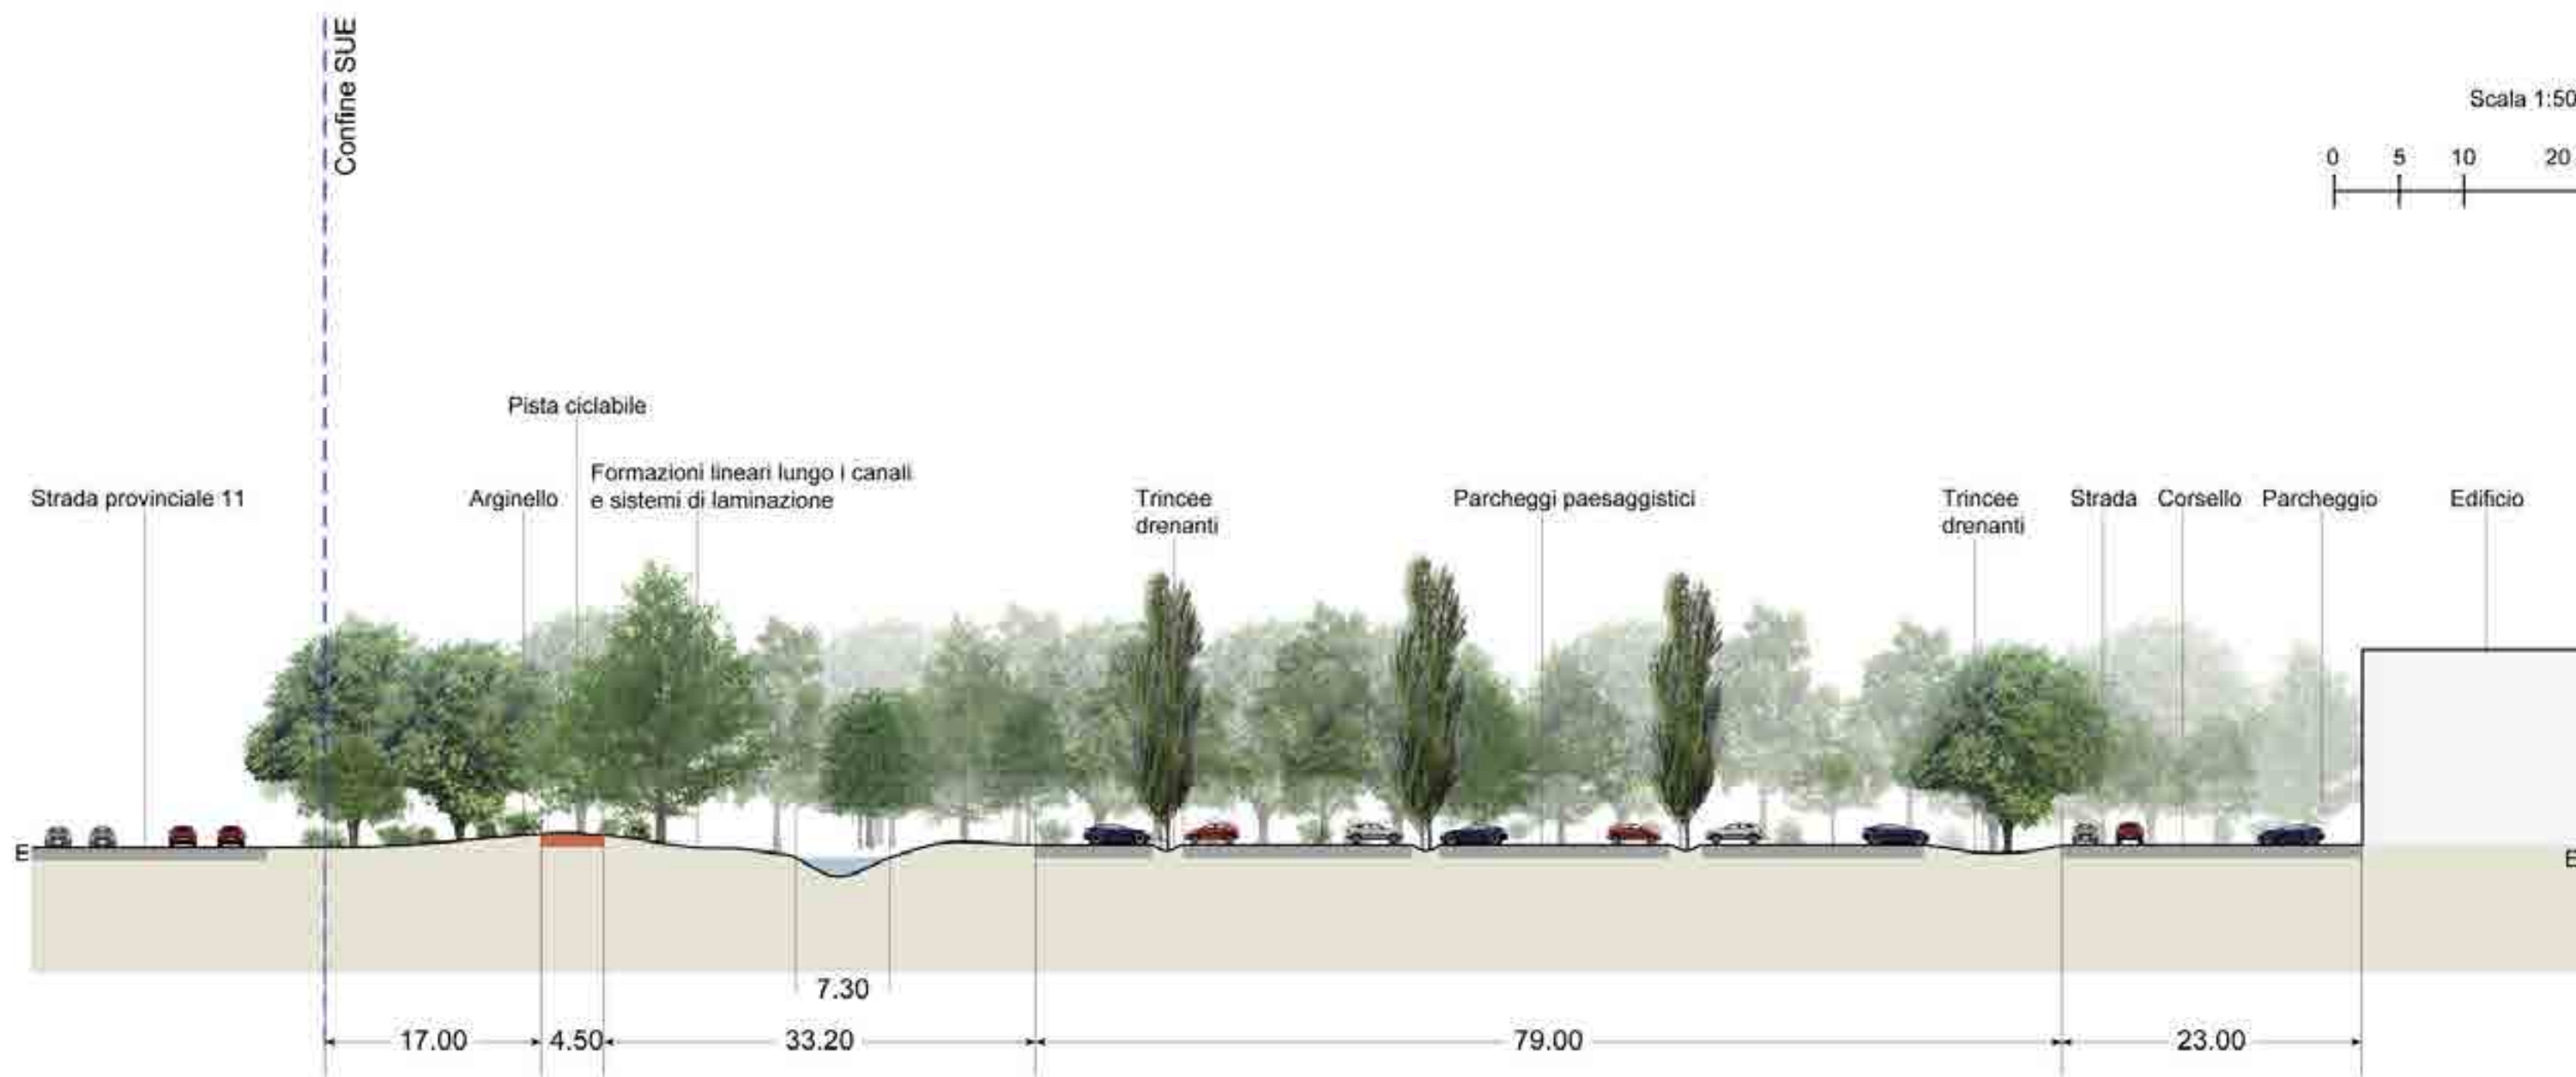 Confine SUE
Scala 1:50
0 5 10 20
Pista ciclabile
Formazioni lineari lungo i canali
e sistemi di laminazione
Strada provinciale 11
Arginello
Trincee
drenanti
Parcheggi paesaggistici
Trincee
drenanti
Strada
Corsello
Parcheggio
Edificio
E
E
7.30
17.00
4.50
33.20
79.00
23.00